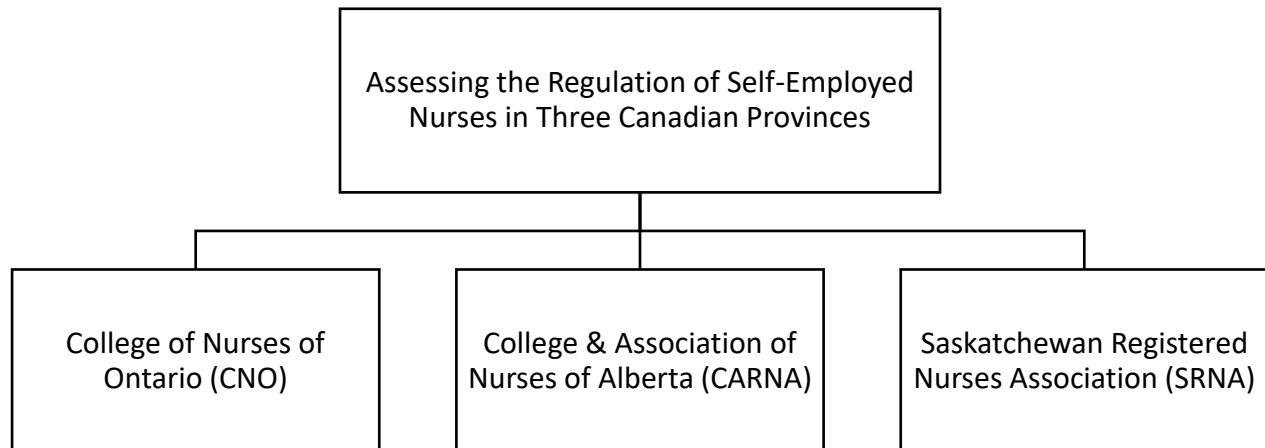 Assessing the Regulation of Self-Employed
Nurses in Three Canadian Provinces
College of Nurses of
Ontario (CNO)
College & Association of
Nurses of Alberta (CARNA)
Saskatchewan Registered
Nurses Association (SRNA)